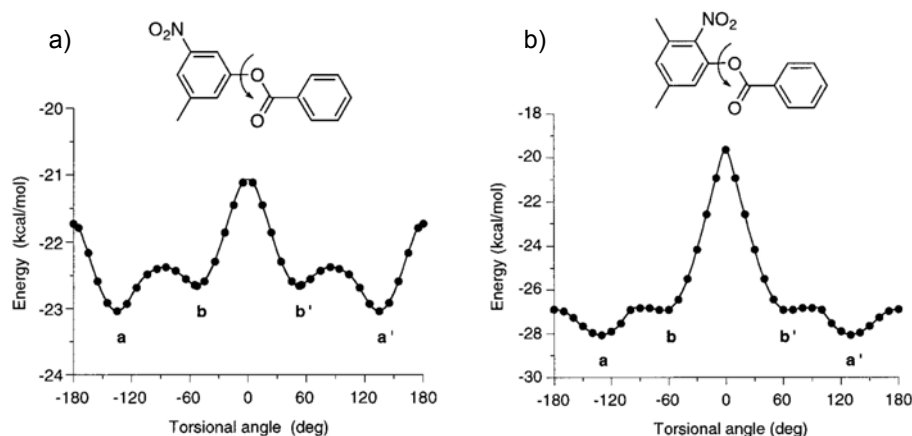 a)
O₂N
O
O
-20
-21
-22
-23
-24
Energy (kcal/mol)
a
b
b'
a'
-180 -120 -60 0 60 120 180
Torsional angle (deg)
b)
NO₂
O
O
-18
-20
-22
-24
-26
-28
-30
Energy (kcal/mol)
a
b
b'
a'
-180 -120 -60 0 60 120 180
Torsional angle (deg)